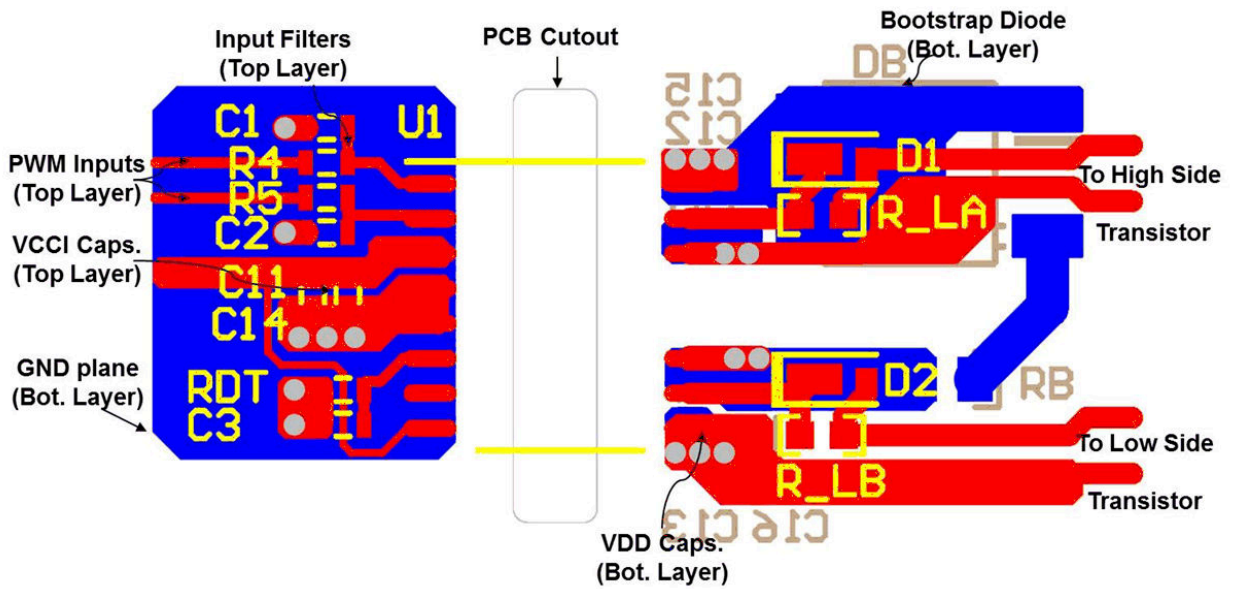 Input Filters
(Top Layer)
PCB Cutout
Bootstrap Diode
(Bot. Layer)
DB
C15
C12
C1
U1
PWM Inputs
(Top Layer)
R4
R5
C2
D1
R_LA
To High Side
Transistor
VCCI Caps.
(Top Layer)
C11
C14
GND plane
(Bot. Layer)
RDT
C3
D2
RB
R_LB
To Low Side
Transistor
C13
C16
C1
VDD Caps.
(Bot. Layer)